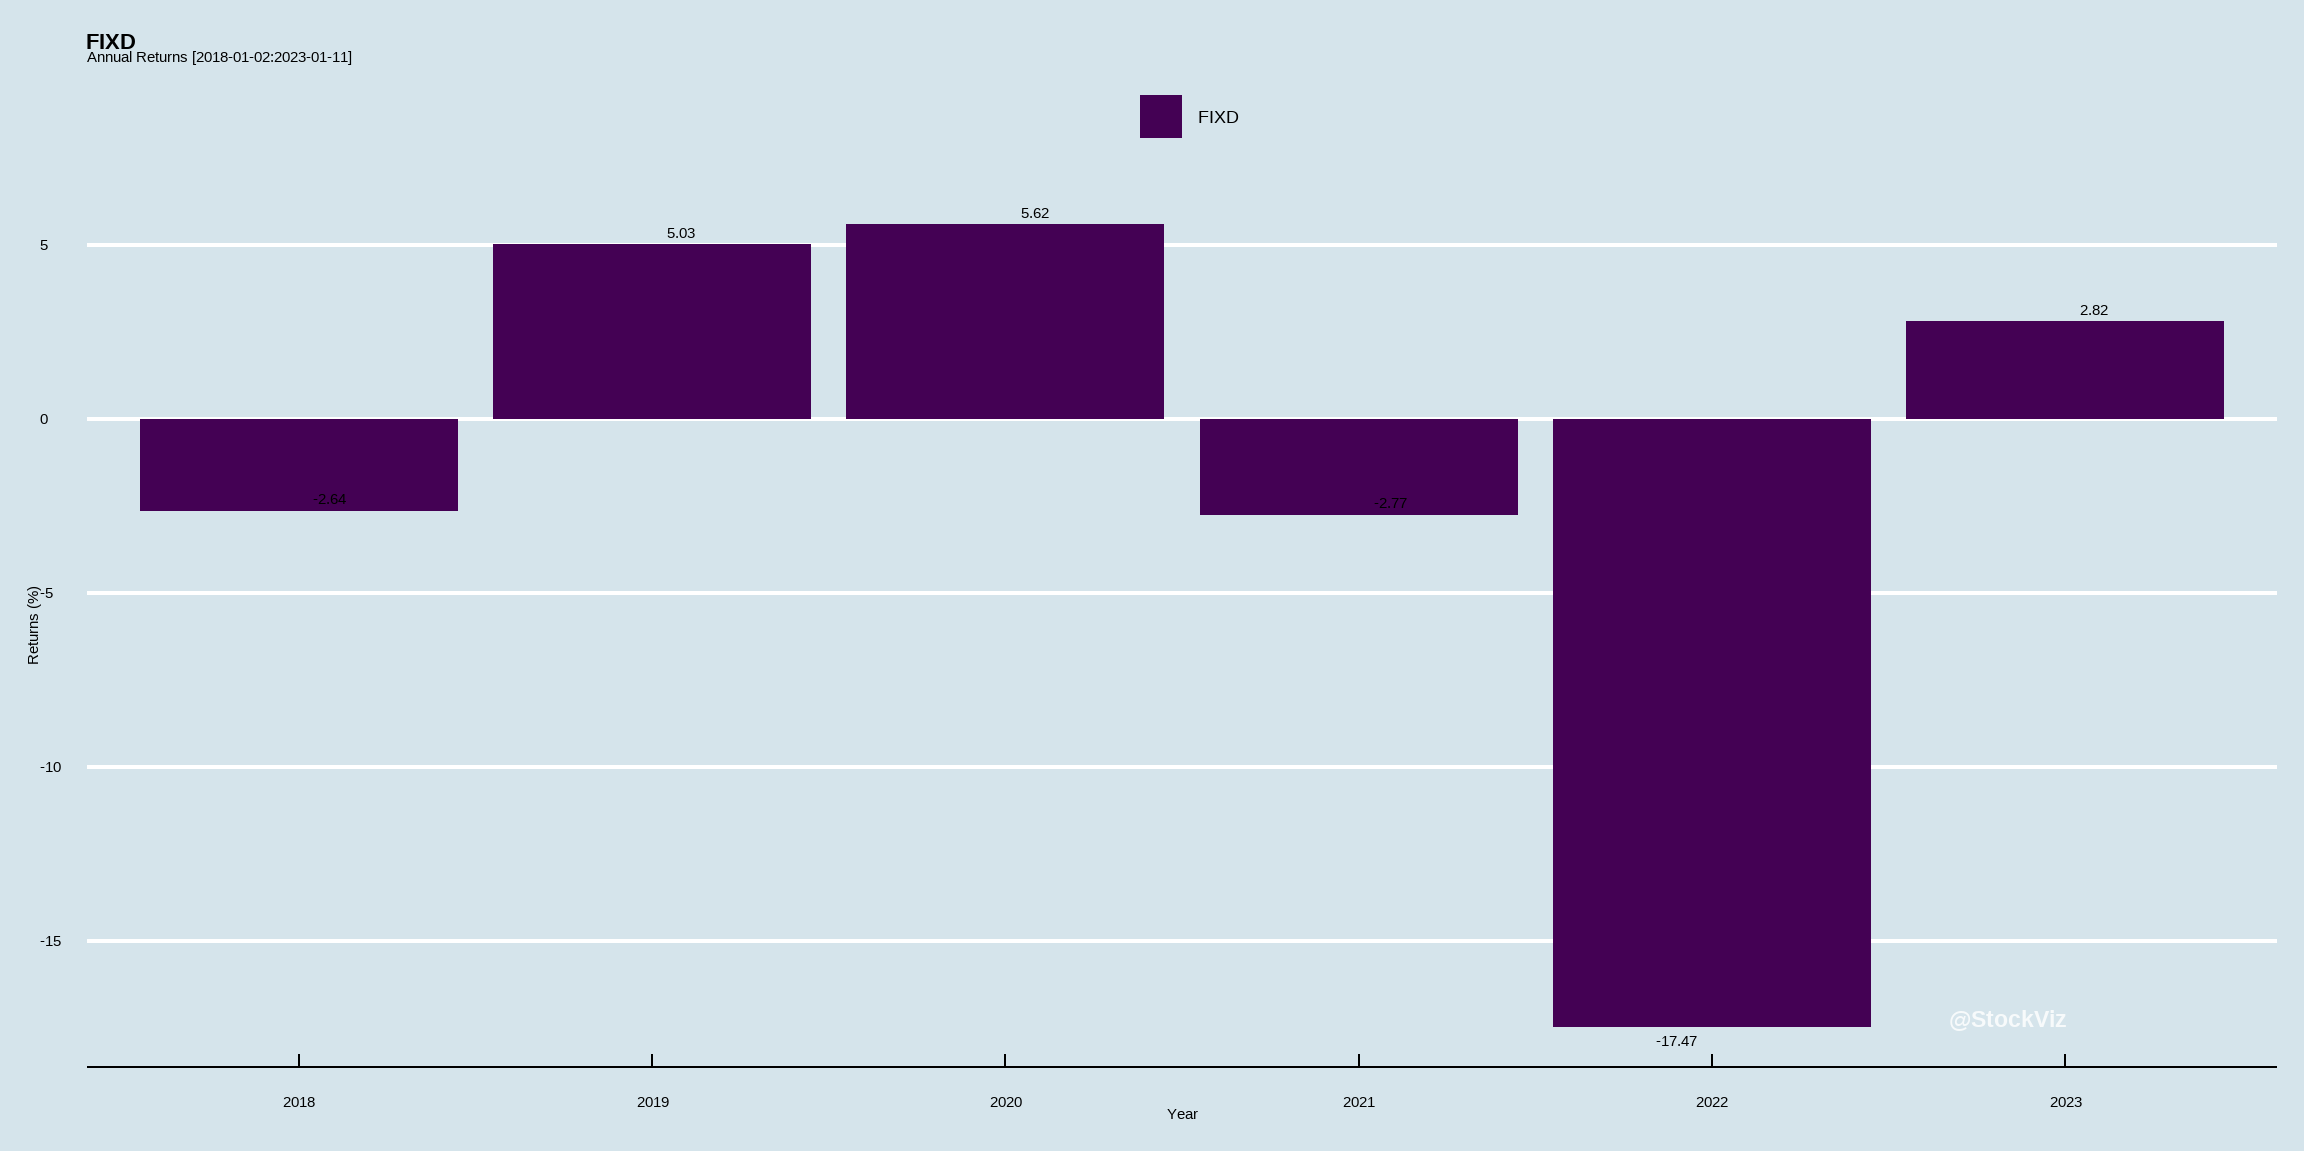 FIXD
Annual Returns [2018-01-02:2023-01-11]
FIXD
5.62
5.03
5
2.82
0
-2.64
-2.77
-5
Returns (%)
-10
-15
@StockViz
-17.47
2018 2019 2020 2021 2022 2023
Year